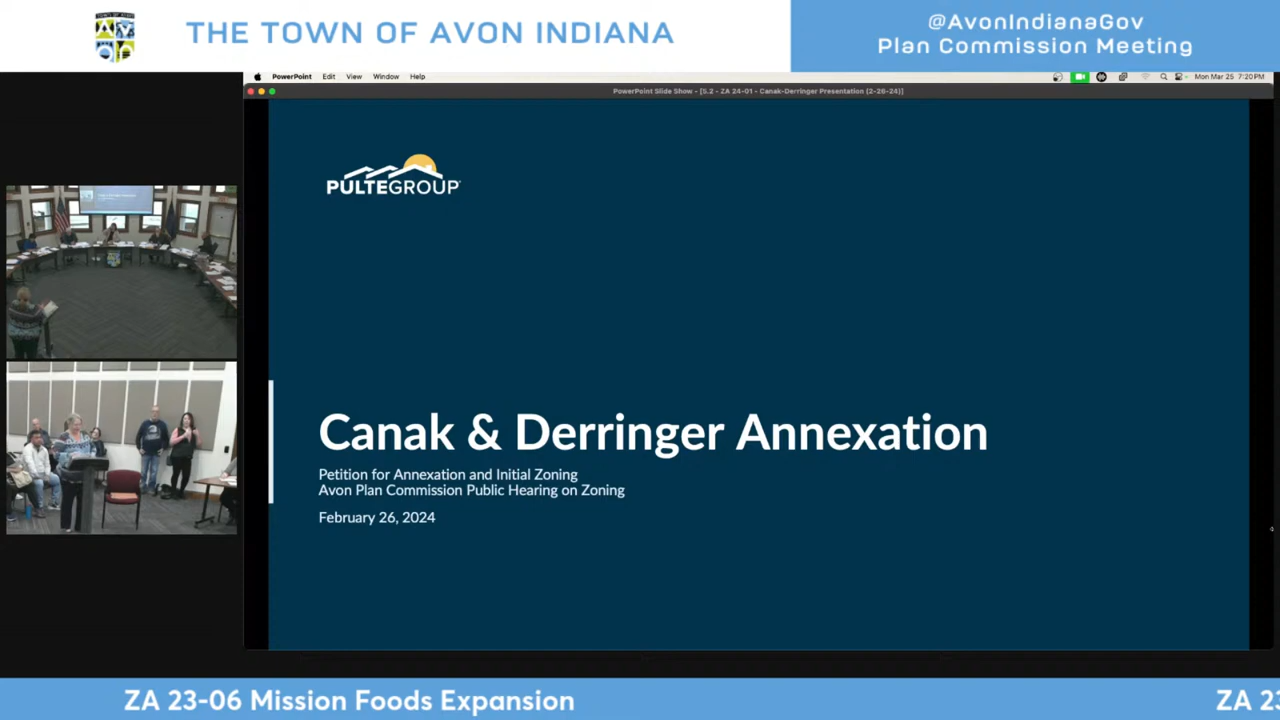 THE TOWN OF AVON INDIANA
@AvonIndianaGov
Plan Commission Meeting
PowerPoint Edit View Window Help
Mon Mar 25 7:20PM
PowerPoint Slide Show - [5.2 - ZA 24-01 - Canak-Derringer Presentation (2-26-24)]
PULTEGROUP
Canak & Derringer Annexation
Petition for Annexation and Initial Zoning
Avon Plan Commission Public Hearing on Zoning
February 26, 2024
ZA 23-06 Mission Foods Expansion
ZA 23